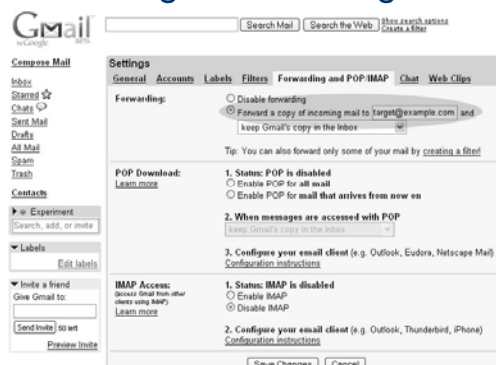 Gmail
by Google BETA
Search Mail Search the Web Show search options
Create a filter
Compose Mail
Inbox
Starred
Chats
Sent Mail
Drafts
All Mail
Spam
Trash
Contacts
Experiment
Search, add, or invite
Labels
Edit labels
Invite a friend
Give Gmail to:
Send Invite 50 left
Preview Invite
Settings
General Accounts Labels Filters Forwarding and POP/IMAP Chat Web Clips
Forwarding:
Disable forwarding
Forward a copy of incoming mail to target@example.com and
keep Gmail's copy in the Inbox
Tip: You can also forward only some of your mail by creating a filter!
POP Download:
Learn more
1. Status: POP is disabled
Enable POP for all mail
Enable POP for mail that arrives from now on
2. When messages are accessed with POP
keep Gmail's copy in the Inbox
3. Configure your email client (e.g. Outlook, Eudora, Netscape Mail)
Configuration instructions
IMAP Access:
(access Gmail from other
clients using IMAP)
Learn more
1. Status: IMAP is disabled
Enable IMAP
Disable IMAP
2. Configure your email client (e.g. Outlook, Thunderbird, iPhone)
Configuration instructions
Save Changes Cancel